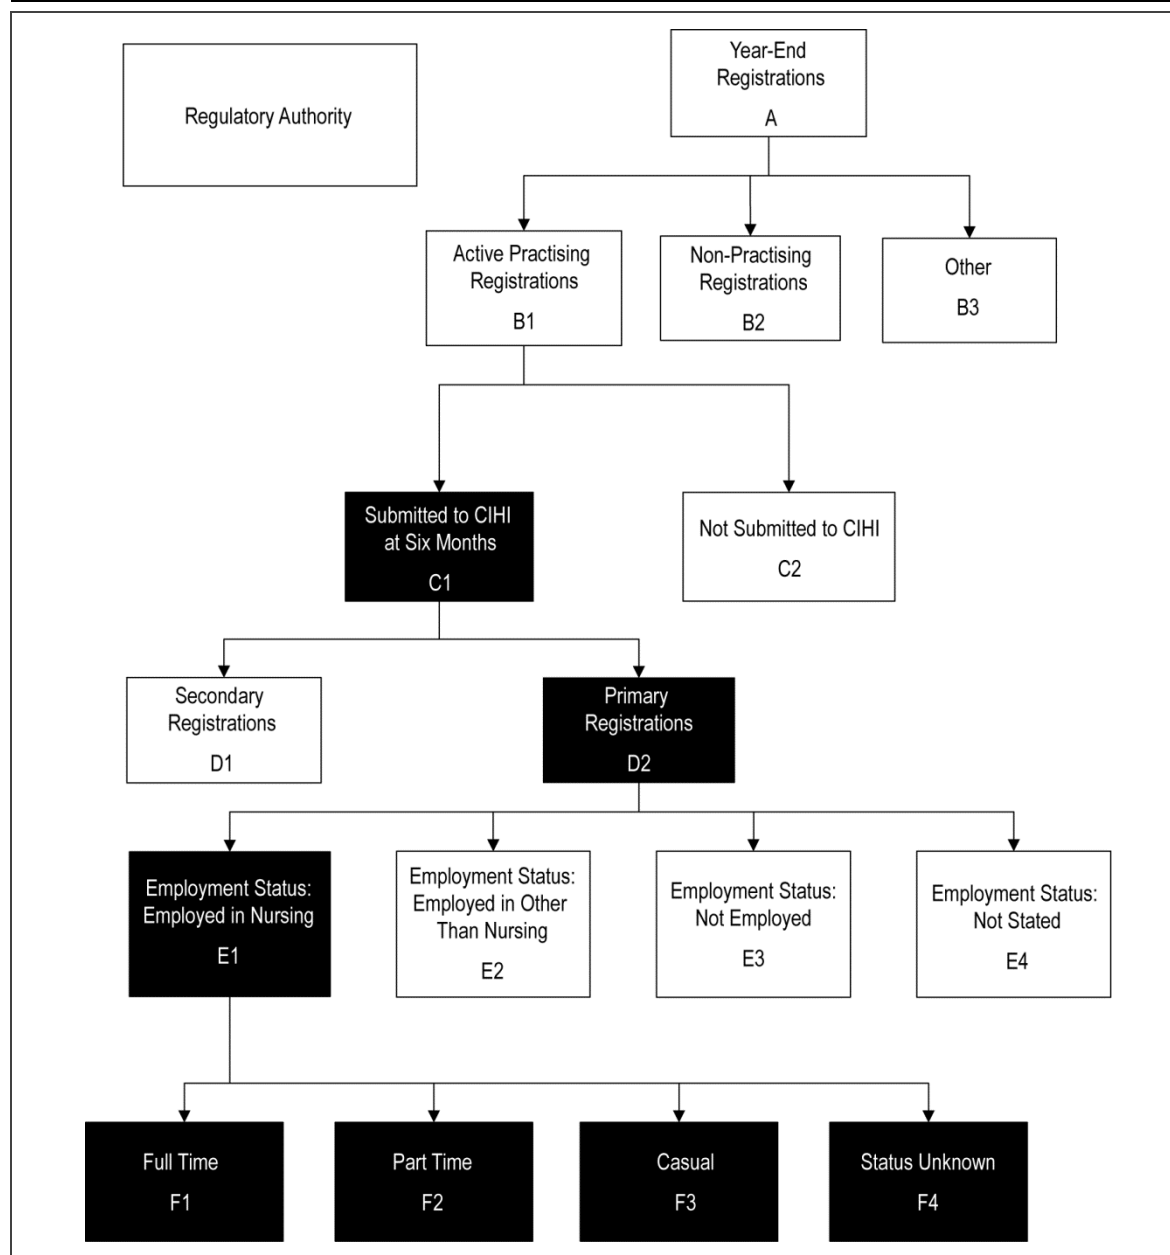 Regulatory Authority
Year-End
Registrations
A
Active Practising
Registrations
B1
Non-Practising
Registrations
B2
Other
B3
Submitted to CIHI
at Six Months
C1
Not Submitted to CIHI
C2
Secondary
Registrations
D1
Primary
Registrations
D2
Employment Status:
Employed in Nursing
E1
Employment Status:
Employed in Other
Than Nursing
E2
Employment Status:
Not Employed
E3
Employment Status:
Not Stated
E4
Full Time
F1
Part Time
F2
Casual
F3
Status Unknown
F4